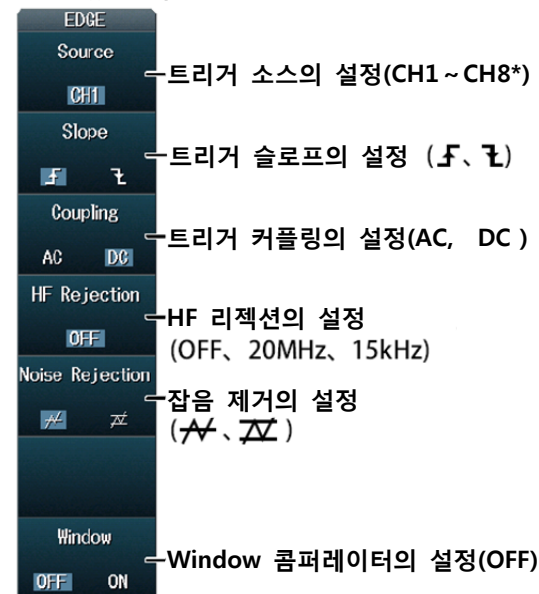 EDGE
Source
CH1
트리거 소스의 설정(CH1～CH8*)
Slope
트리거 슬로프의 설정 (、)
Coupling
AC DC
트리거 커플링의 설정(AC, DC )
HF Rejection
OFF
HF 리젝션의 설정
(OFF、20MHz、15kHz)
Noise Rejection
잡음 제거의 설정
(、)
Window
OFF ON
Window 콤퍼레이터의 설정(OFF)